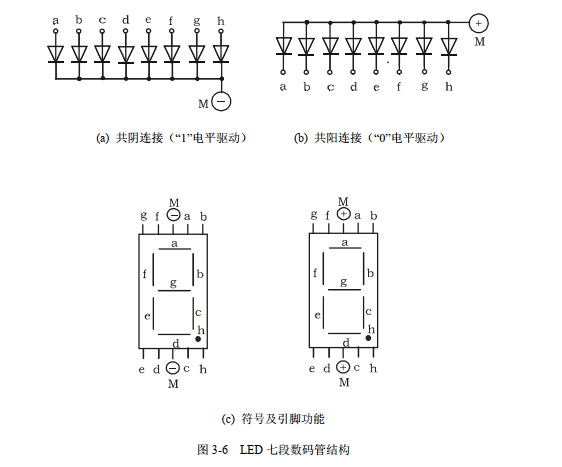 a b c d e f g h
M −
(a) 共阴连接（“1”电平驱动）
+
M
a b c d e f g h
(b) 共阳连接（“0”电平驱动）
M
g f − a b
a
f b
g
e c
h
d
e d − c h
M
M
g f + a b
a
f b
g
e c
h
d
e d + c h
M
(c) 符号及引脚功能
图 3-6 LED 七段数码管结构